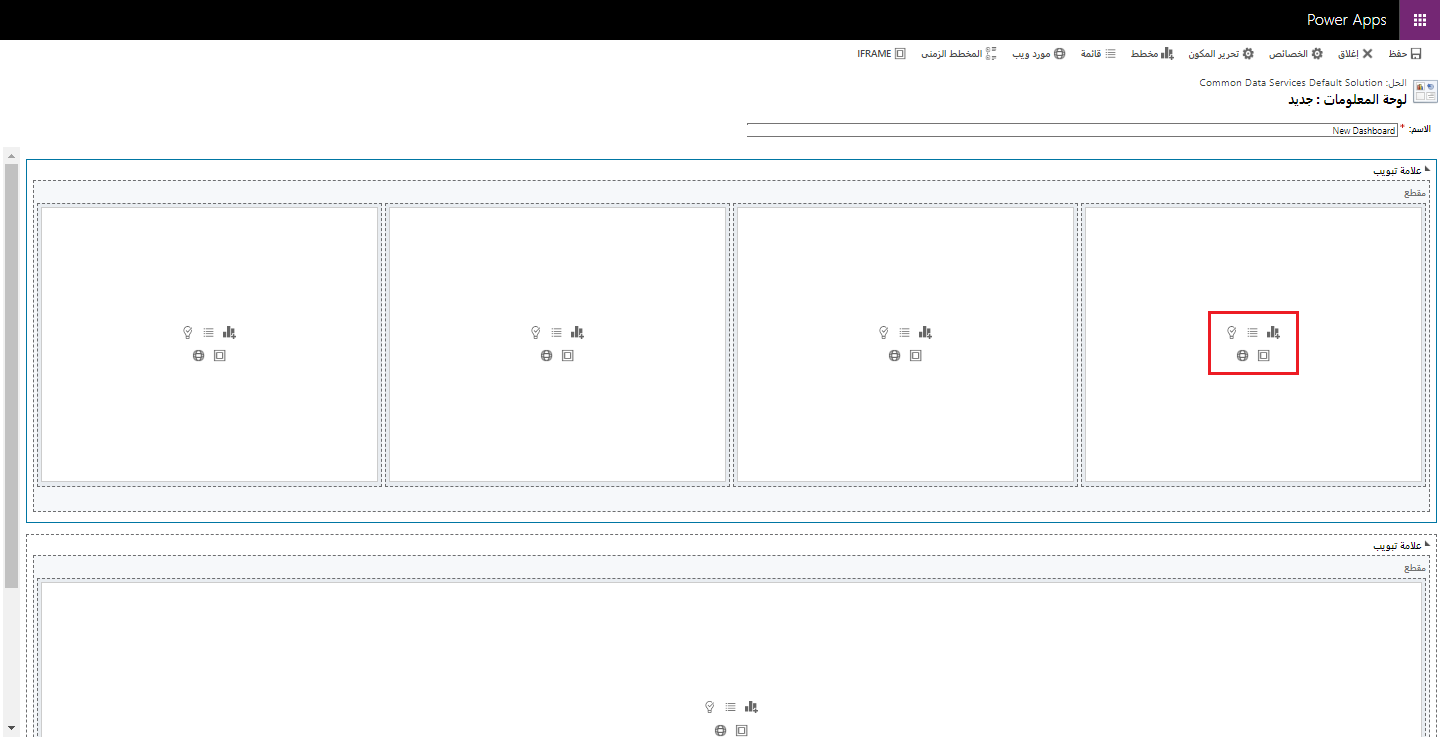 Power Apps
حفظ إغلاق الخصائص تحرير المكون مخطط قائمة مورد ويب المخطط الزمني IFRAME
الحل: Common Data Services Default Solution
لوحة المعلومات : جديد
الاسم: * New Dashboard
علامة تبويب
مقطع
علامة تبويب
مقطع